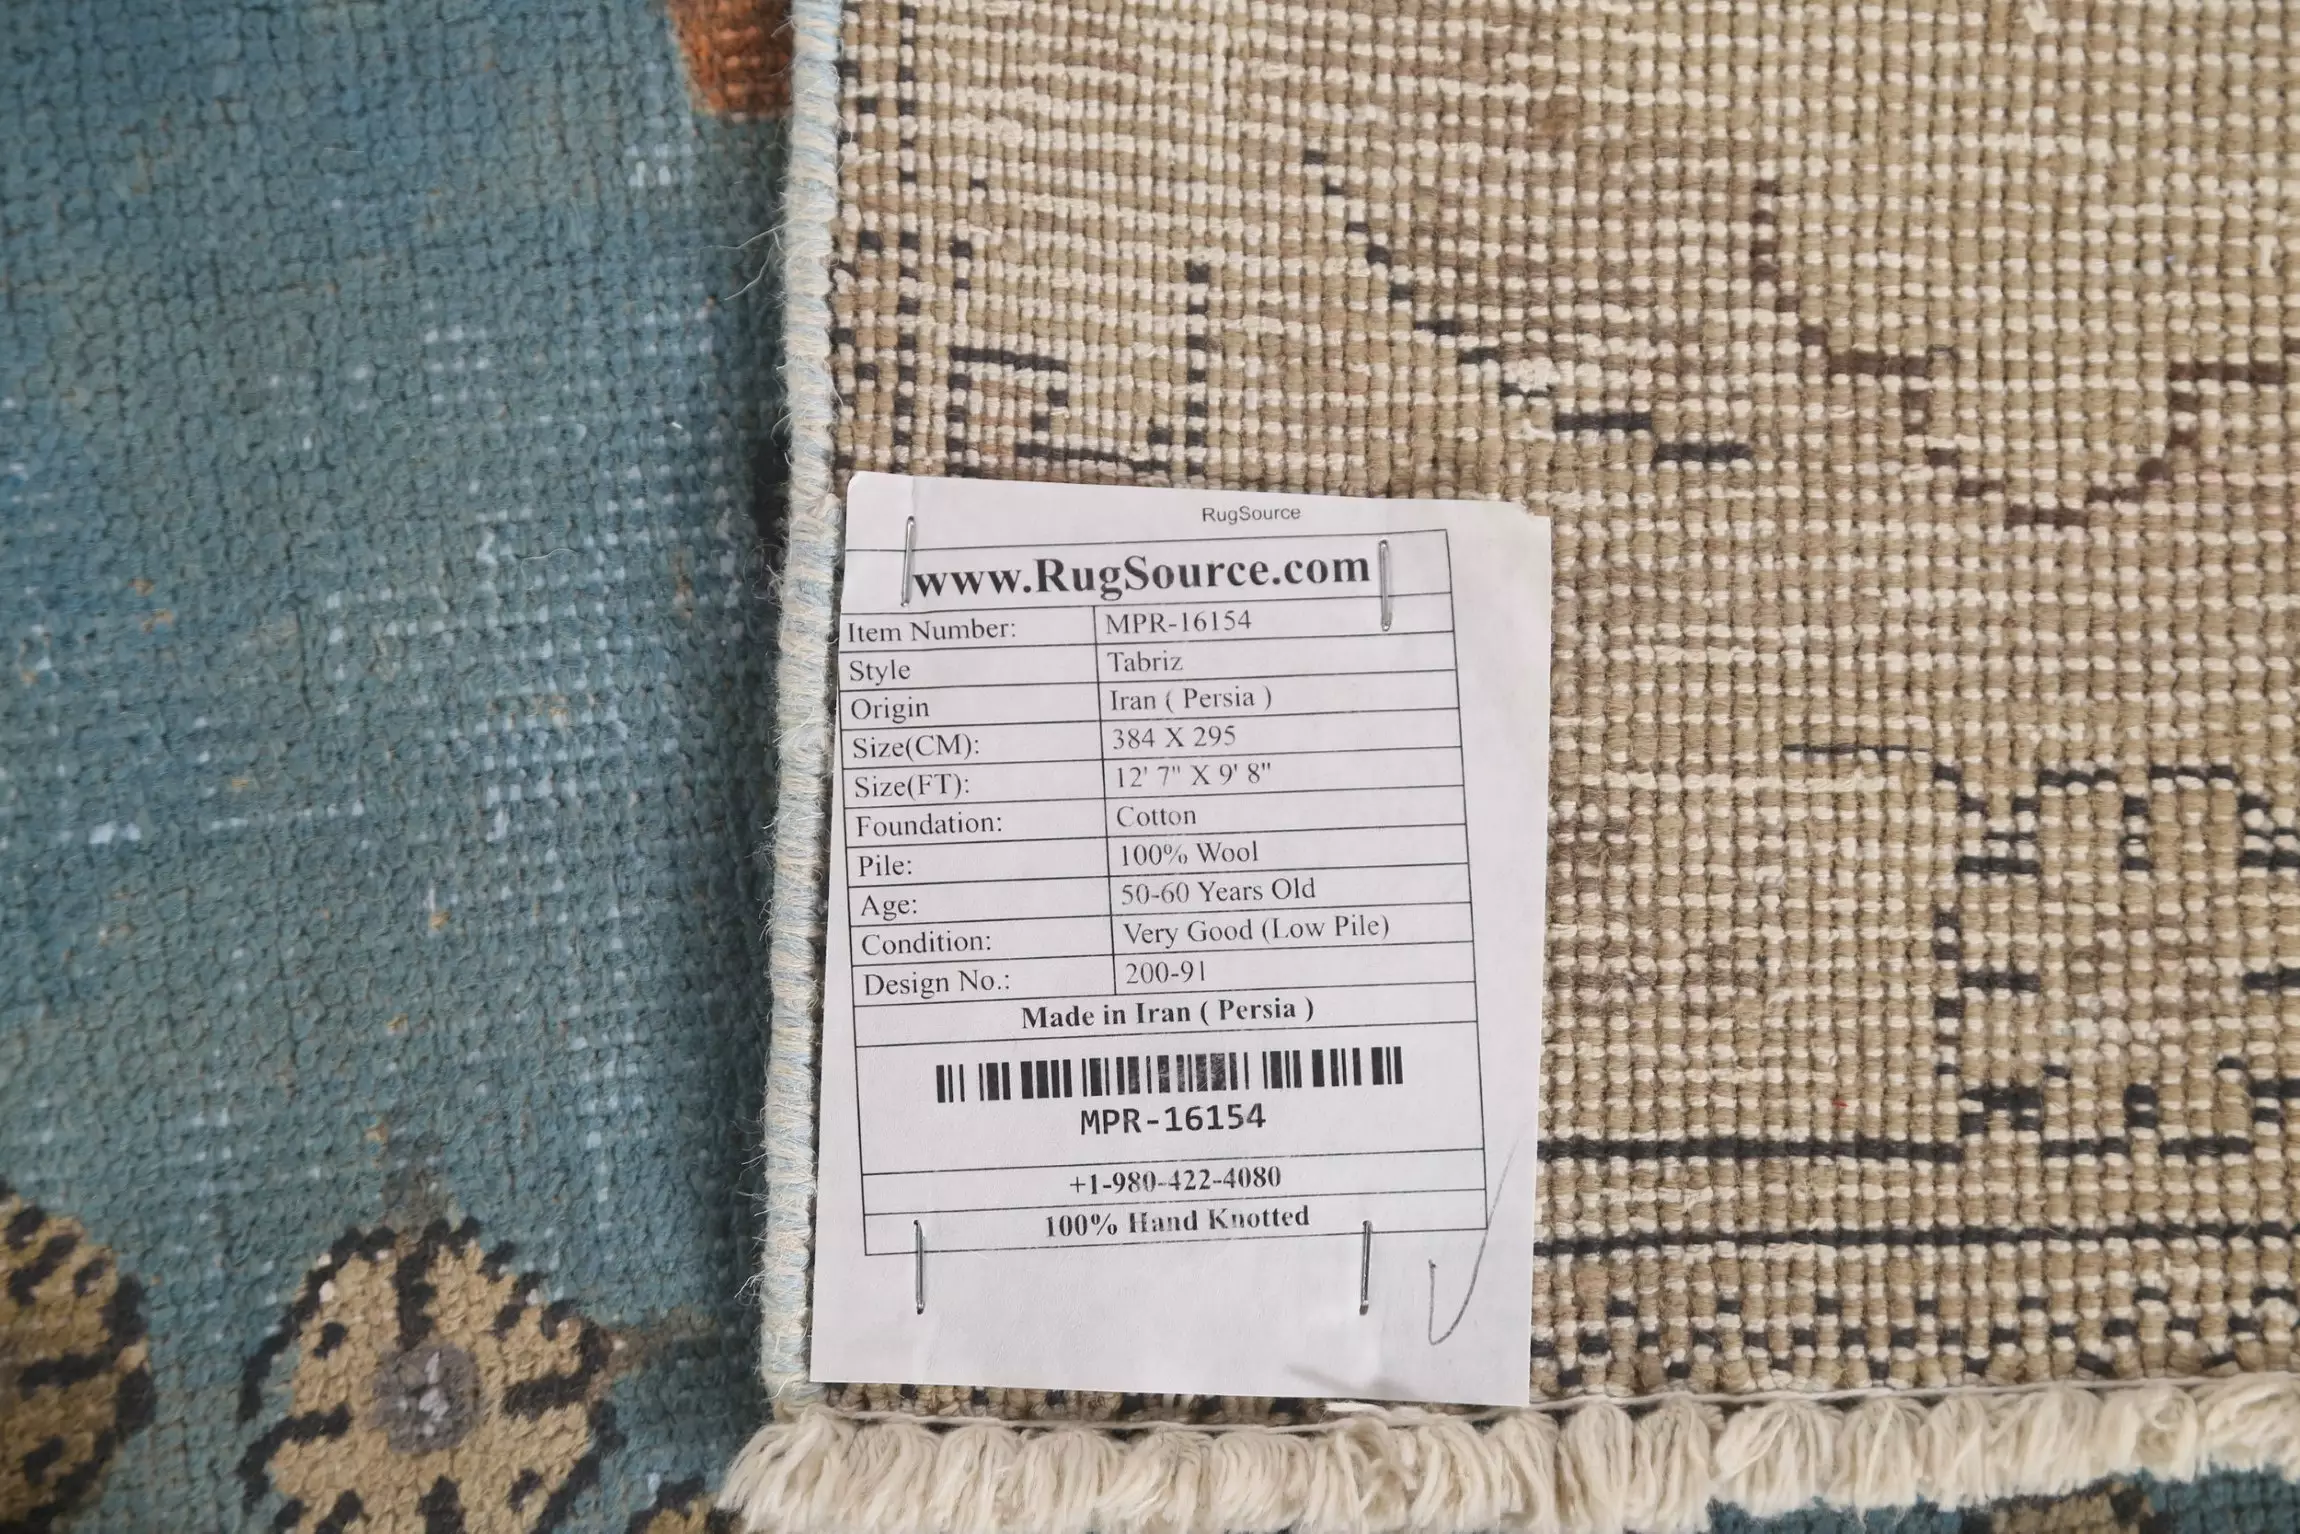 RugSource
www.RugSource.com
Item Number: MPR-16154
Style Tabriz
Origin Iran ( Persia )
Size(CM): 384 X 295
Size(FT): 12' 7" X 9' 8"
Foundation: Cotton
Pile: 100% Wool
Age: 50-60 Years Old
Condition: Very Good (Low Pile)
Design No.: 200-91
Made in Iran ( Persia )
MPR-16154
+1-980-422-4080
100% Hand Knotted